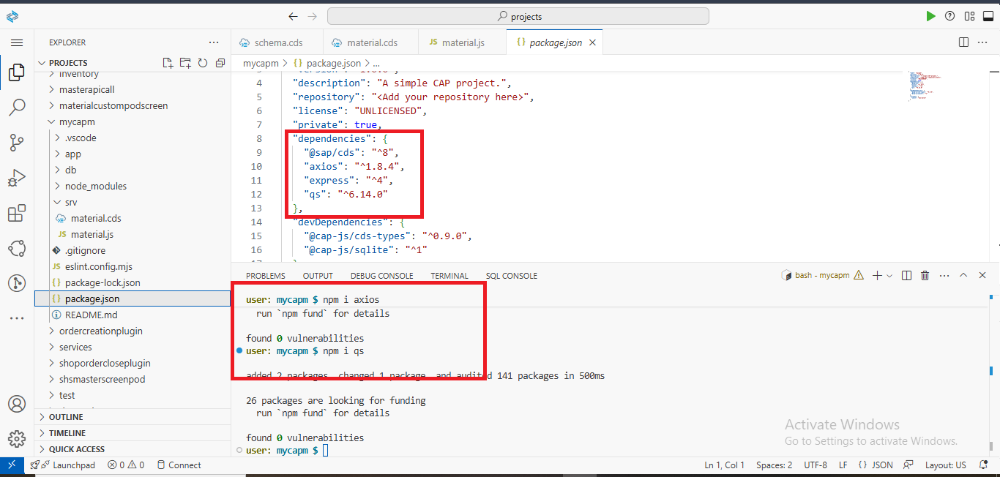 projects
EXPLORER
schema.cds
material.cds
JS material.js
{} package.json
PROJECTS
mycapm > {} package.json > ...
inventory
masterapicall
materialcustompodscreen
mycapm
.vscode
app
db
node_modules
srv
material.cds
JS material.js
.gitignore
JS eslint.config.mjs
{} package-lock.json
{} package.json
README.md
ordercreationplugin
services
shopordercloseplugin
shsmasterscreenpod
test
OUTLINE
TIMELINE
QUICK ACCESS
4 "description": "A simple CAP project.",
5 "repository": "<Add your repository here>",
6 "license": "UNLICENSED",
7 "private": true,
8 "dependencies": {
9 "@sap/cds": "^8",
10 "axios": "^1.8.4",
11 "express": "^4",
12 "qs": "^6.14.0"
13 },
14 "devDependencies": {
15 "@cap-js/cds-types": "^0.9.0",
16 "@cap-js/sqlite": "^1"
PROBLEMS OUTPUT DEBUG CONSOLE TERMINAL SQL CONSOLE
bash - mycapm
user: mycapm $ npm i axios
run `npm fund` for details
found 0 vulnerabilities
user: mycapm $ npm i qs
added 2 packages, changed 1 package, and audited 141 packages in 500ms
26 packages are looking for funding
run `npm fund` for details
found 0 vulnerabilities
user: mycapm $
Activate Windows
Go to Settings to activate Windows.
Launchpad 0 0 Connect
Ln 1, Col 1 Spaces: 2 UTF-8 LF {} JSON Layout: US